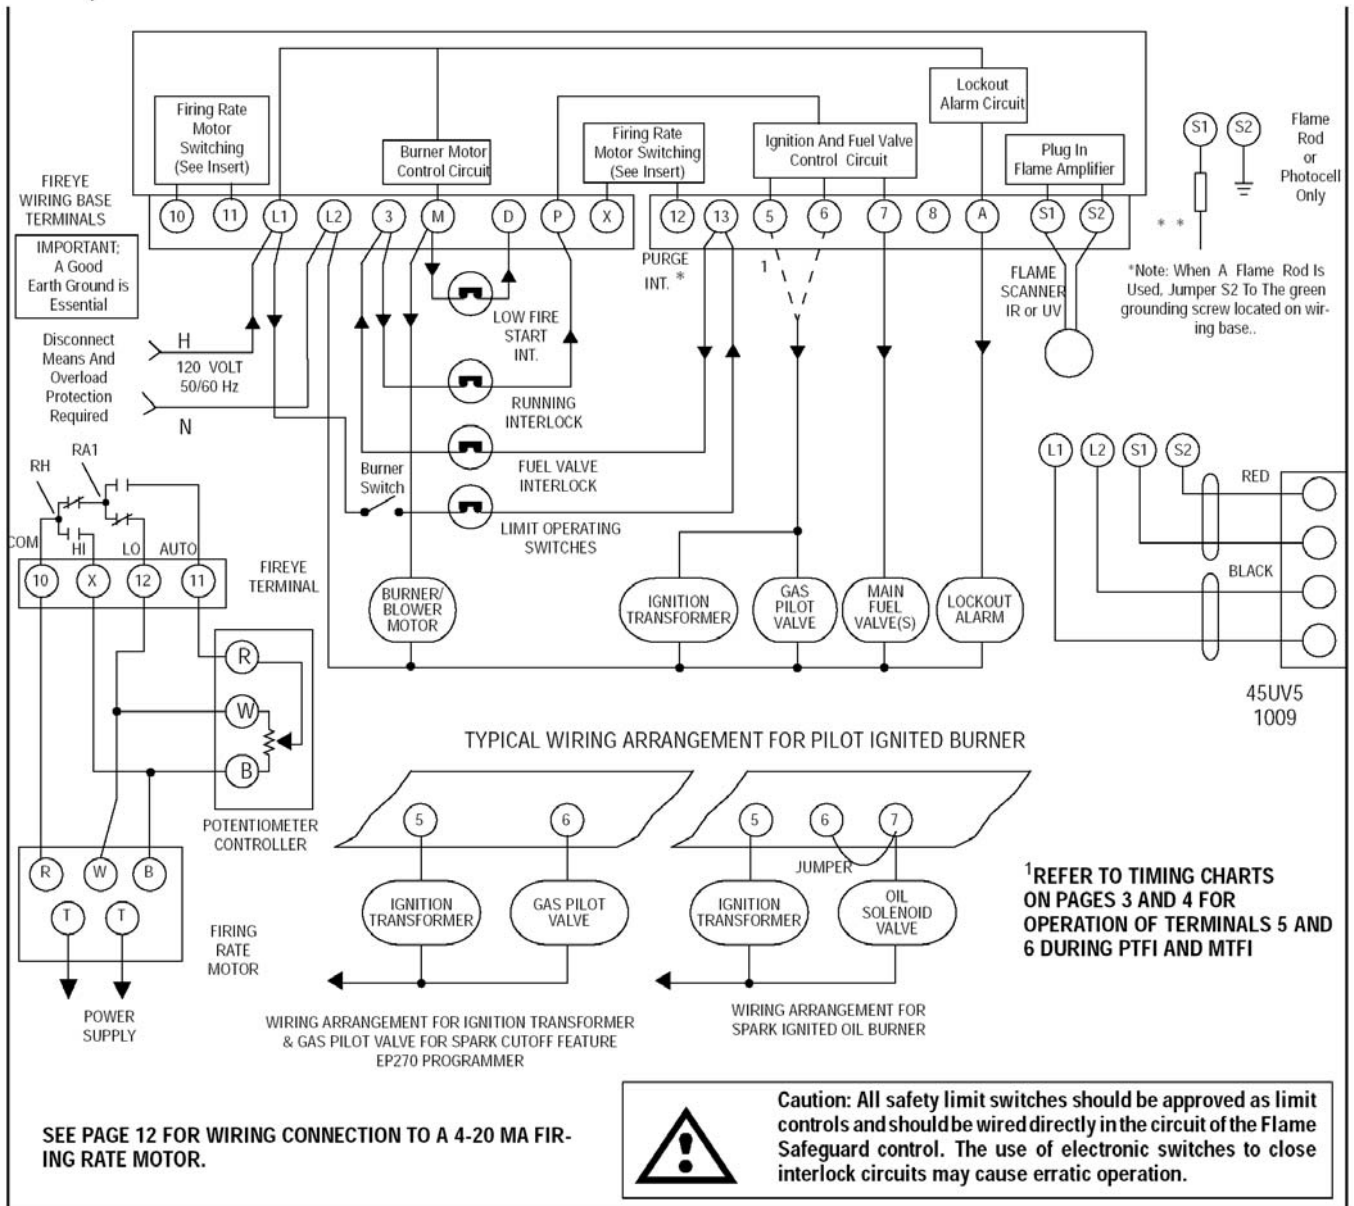 Firing Rate
Motor
Switching
(See Insert)
Burner Motor
Control Circuit
Firing Rate
Motor Switching
(See Insert)
Ignition And Fuel Valve
Control Circuit
Lockout
Alarm Circuit
Plug In
Flame Amplifier
S1
S2
Flame
Rod
or
Photocell
Only
* *
FIREYE
WIRING BASE
TERMINALS
10
11
L1
L2
3
M
D
P
X
12
13
5
6
7
8
A
S1
S2
IMPORTANT;
A Good
Earth Ground is
Essential
PURGE
INT. *
1
FLAME
SCANNER
IR or UV
*Note: When A Flame Rod Is
Used, Jumper S2 To The green
grounding screw located on wir-
ing base..
Disconnect
Means And
Overload
Protection
Required
H
120 VOLT
50/60 Hz
N
LOW FIRE
START
INT.
RUNNING
INTERLOCK
FUEL VALVE
INTERLOCK
Burner
Switch
LIMIT OPERATING
SWITCHES
L1
L2
S1
S2
RED
BLACK
45UV5
1009
RH
RA1
COM
HI
LO
AUTO
10
X
12
11
FIREYE
TERMINAL
BURNER/
BLOWER
MOTOR
IGNITION
TRANSFORMER
GAS
PILOT
VALVE
MAIN
FUEL
VALVE(S)
LOCKOUT
ALARM
R
W
B
POTENTIOMETER
CONTROLLER
TYPICAL WIRING ARRANGEMENT FOR PILOT IGNITED BURNER
R
W
B
T
T
FIRING
RATE
MOTOR
POWER
SUPPLY
5
6
IGNITION
TRANSFORMER
GAS PILOT
VALVE
WIRING ARRANGEMENT FOR IGNITION TRANSFORMER
& GAS PILOT VALVE FOR SPARK CUTOFF FEATURE
EP270 PROGRAMMER
5
6
7
JUMPER
IGNITION
TRANSFORMER
OIL
SOLENOID
VALVE
WIRING ARRANGEMENT FOR
SPARK IGNITED OIL BURNER
1REFER TO TIMING CHARTS
ON PAGES 3 AND 4 FOR
OPERATION OF TERMINALS 5 AND
6 DURING PTFI AND MTFI
SEE PAGE 12 FOR WIRING CONNECTION TO A 4-20 MA FIR-
ING RATE MOTOR.
Caution: All safety limit switches should be approved as limit
controls and should be wired directly in the circuit of the Flame
Safeguard control. The use of electronic switches to close
interlock circuits may cause erratic operation.